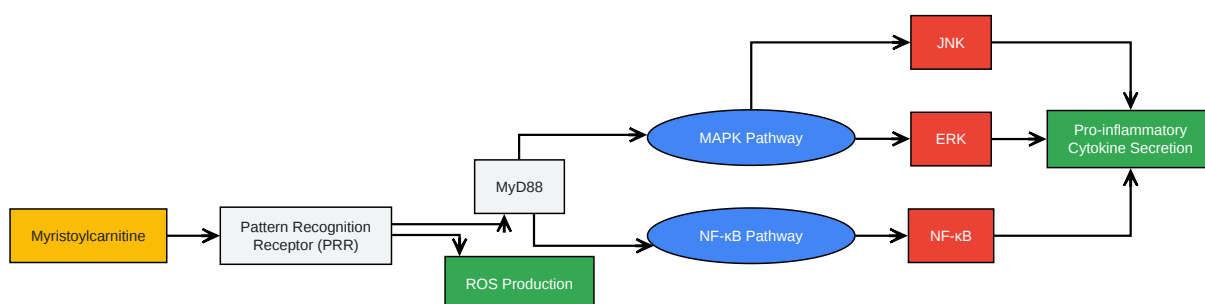 JNK
MAPK Pathway
ERK
Pro-inflammatory
Cytokine Secretion
MyD88
Myristoylcarnitine
Pattern Recognition
Receptor (PRR)
NF-κB Pathway
NF-κB
ROS Production